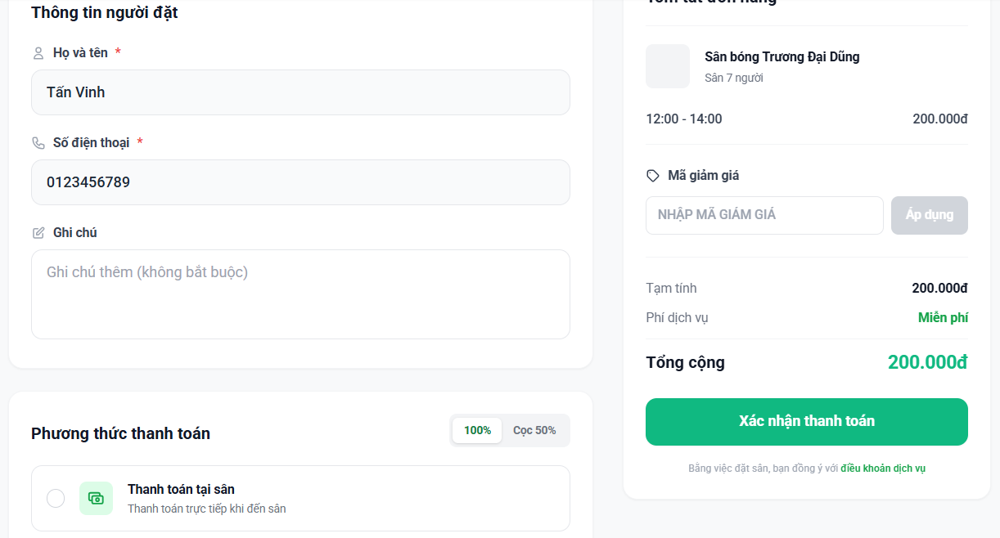 Thông tin người đặt
Họ và tên *
Tấn Vinh
Số điện thoại *
0123456789
Ghi chú
Ghi chú thêm (không bắt buộc)
Phương thức thanh toán
100%
Cọc 50%
Thanh toán tại sân
Thanh toán trực tiếp khi đến sân
Tóm tắt đơn hàng
Sân bóng Trương Đại Dũng
Sân 7 người
12:00 - 14:00
200.000đ
Mã giảm giá
NHẬP MÃ GIẢM GIÁ
Áp dụng
Tạm tính
200.000đ
Phí dịch vụ
Miễn phí
Tổng cộng
200.000đ
Xác nhận thanh toán
Bằng việc đặt sân, bạn đồng ý với điều khoản dịch vụ